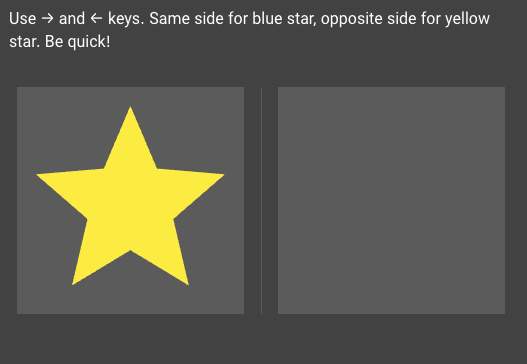 Use → and ← keys. Same side for blue star, opposite side for yellow
star. Be quick!